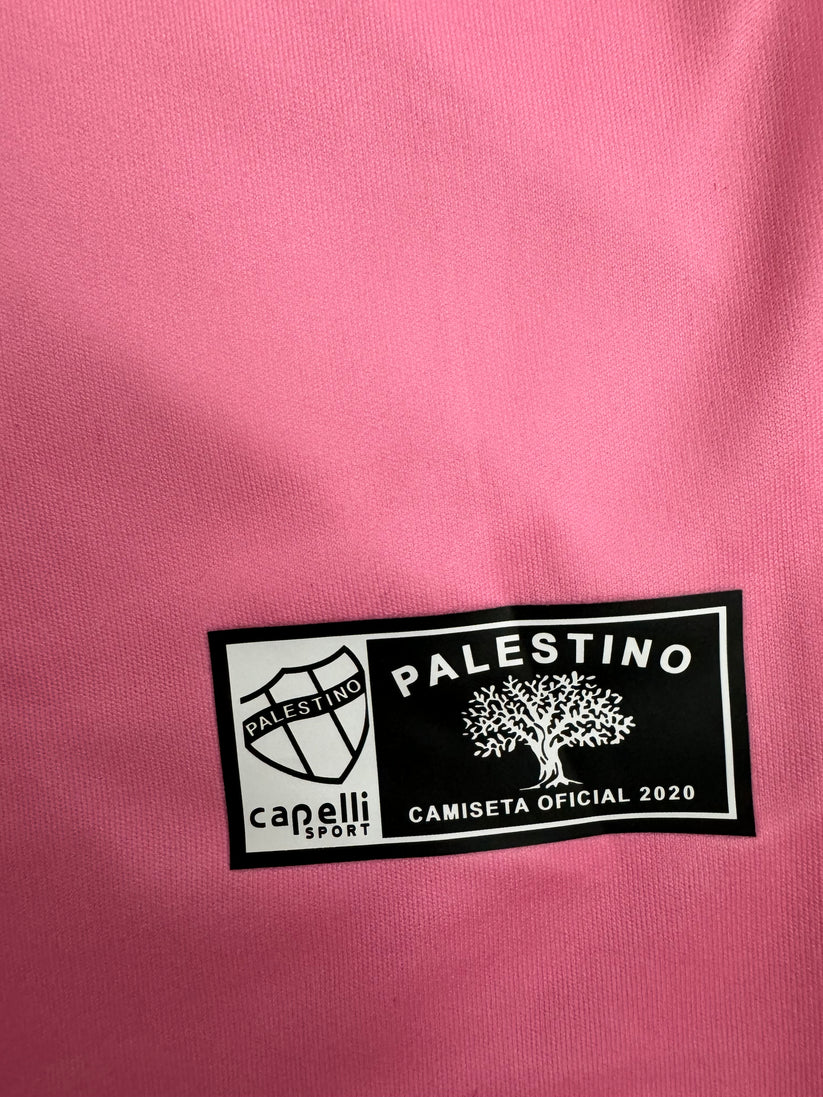 PALESTINO
capelli
SPORT
PALESTINO
CAMISETA OFICIAL 2020